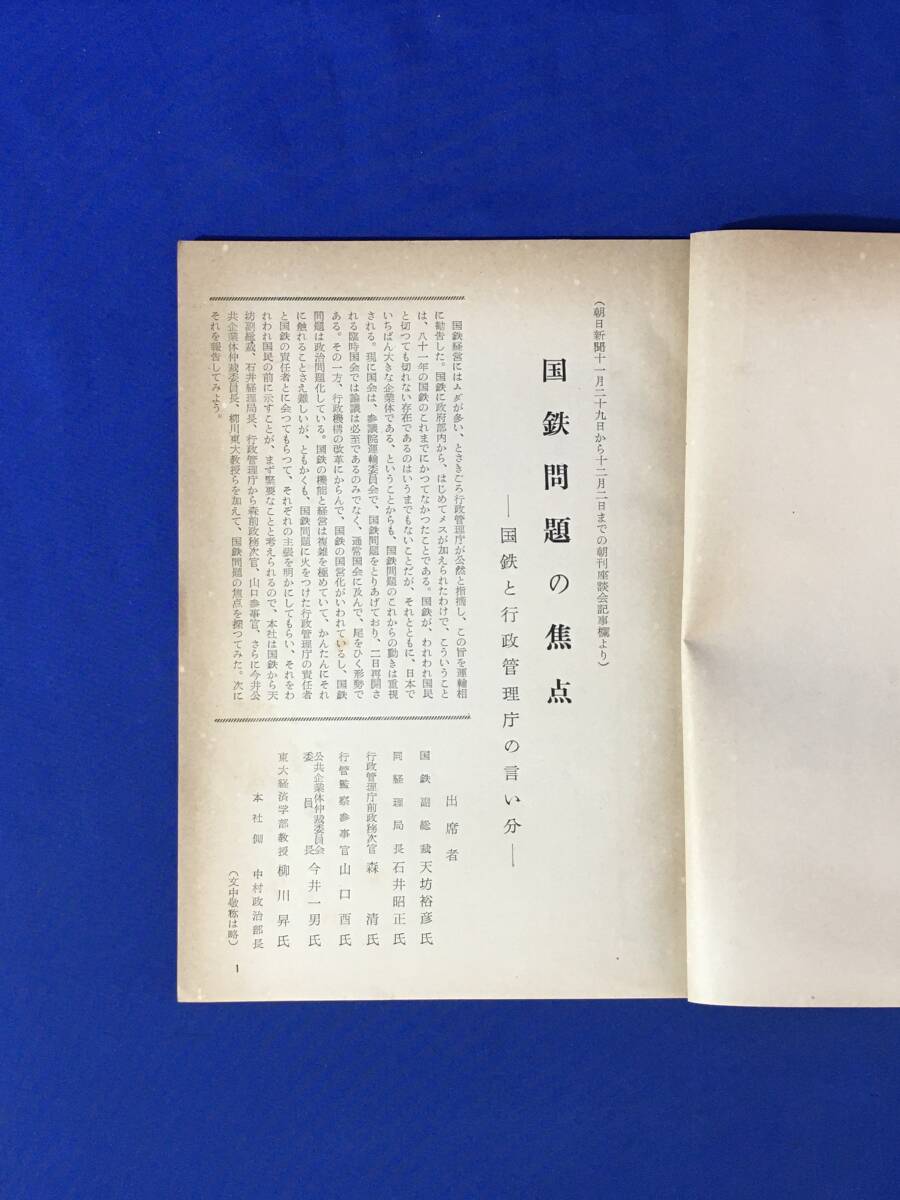 (朝日新聞十一月二十九日から十二月二日までの朝刊座談会記事欄より)
国鉄問題の焦点
―国鉄と行政管理庁の言い分―
国鉄経営にはムダが多い、とさきごろ行政管理庁が公然と指摘し、この旨を運輸相
に勧告した。国鉄に政府部内から、はじめてメスが加えられたわけで、こういうこと
は、八十一年の国鉄のこれまでにかつてなかつたことである。国鉄が、われわれ国民
と切つても切れない存在であるのはいうまでもないことだが、それとともに、日本で
いちばん大きな企業体である、ということからも、国鉄問題のこれからの動きは重視
される。現に国会は、参議院運輸委員会で、国鉄問題をとりあげており、二日再開さ
れる臨時国会では論議は必至であるのみでなく、通常国会に及んで、尾をひく形勢で
ある。その一方、行政機構の改革にからんで、国鉄の国営化がいわれているし、国鉄
問題は政治問題化している。国鉄の機能と経営は複雑を極めていて、かんたんにそれ
に触れることさえ難しいが、ともかくも、国鉄問題に火をつけた行政管理庁の責任者
と国鉄の責任者とに会つてもらつて、それぞれの主張を明かにしてもらい、それをわ
れわれ国民の前に示すことが、まず緊要なことと考えられるので、本社は国鉄から天
坊副総裁、石井経理局長、行政管理庁から森前政務次官、山口参事官、さらに今井公
共企業体仲裁委員長、柳川東大教授らを加えて、国鉄問題の焦点を探つてみた。次に
それを報告してみよう。
出席者
国鉄副総裁 天坊裕彦氏
同経理局長 石井昭正氏
行政管理庁前政務次官 森清氏
行管監察参事官 山口酉氏
公共企業体仲裁委員会委員長 今井一男氏
東大経済学部教授 柳川昇氏
本社側 中村政治部長
(文中敬称は略)
1